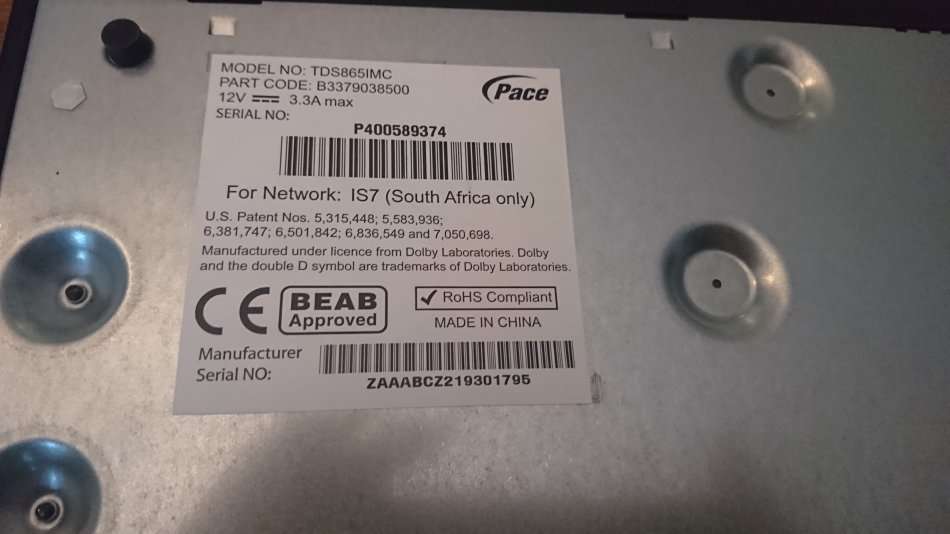 MODEL NO: TDS865IMC
PART CODE: B3379038500
12V 3.3A max
SERIAL NO:
Pace
P400589374
For Network: IS7 (South Africa only)
U.S. Patent Nos. 5,315,448; 5,583,936;
6,381,747; 6,501,842; 6,836,549 and 7,050,698.
Manufactured under licence from Dolby Laboratories. Dolby
and the double D symbol are trademarks of Dolby Laboratories.
CE
BEAB
Approved
RoHS Compliant
MADE IN CHINA
Manufacturer
Serial NO:
ZAAABCZ219301795